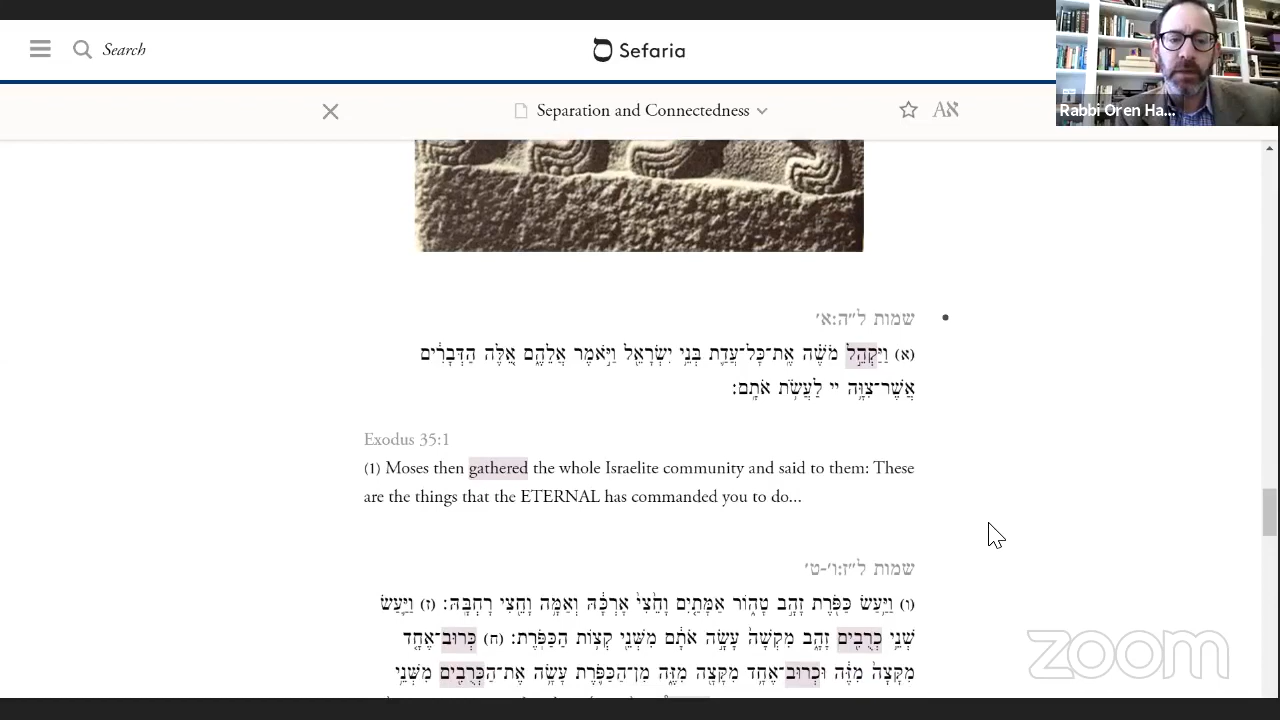 Search
Sefaria
Separation and Connectedness
Rabbi Oren Ha...
שמות ל״ה:א׳
(א) וַיַּקְהֵ֣ל מֹשֶׁ֗ה אֶֽת־כׇּל־עֲדַ֛ת בְּנֵ֥י יִשְׂרָאֵ֖ל וַיֹּ֣אמֶר אֲלֵהֶ֑ם אֵ֚לֶּה הַדְּבָרִ֔ים
אֲשֶׁר־צִוָּ֥ה יי לַעֲשֹׂ֥ת אֹתָֽם׃
Exodus 35:1
(1) Moses then gathered the whole Israelite community and said to them: These
are the things that the ETERNAL has commanded you to do...
שמות ל״ז:ו׳-ט׳
(ו) וַיַּ֥עַשׂ כַּפֹּ֖רֶת זָהָ֣ב טָה֑וֹר אַמָּתַ֤יִם וָחֵ֙צִי֙ אׇרְכָּ֔הּ וְאַמָּ֥ה וָחֵ֖צִי רׇחְבָּֽהּ׃ (ז) וַיַּ֛עַשׂ
שְׁנֵ֥י כְרֻבִ֖ים זָהָ֑ב מִקְשָׁה֙ עָשָׂ֣ה אֹתָ֔ם מִשְּׁנֵ֖י קְצ֥וֹת הַכַּפֹּֽרֶת׃ (ח) כְּרוּב־אֶחָ֤ד
מִקָּצָה֙ מִזֶּ֔ה וּכְרוּב־אֶחָ֥ד מִקָּצָ֖ה מִזֶּ֑ה מִן־הַכַּפֹּ֛רֶת עָשָׂ֥ה אֶת־הַכְּרֻבִ֖ים מִשְּׁנֵ֥י
zoom